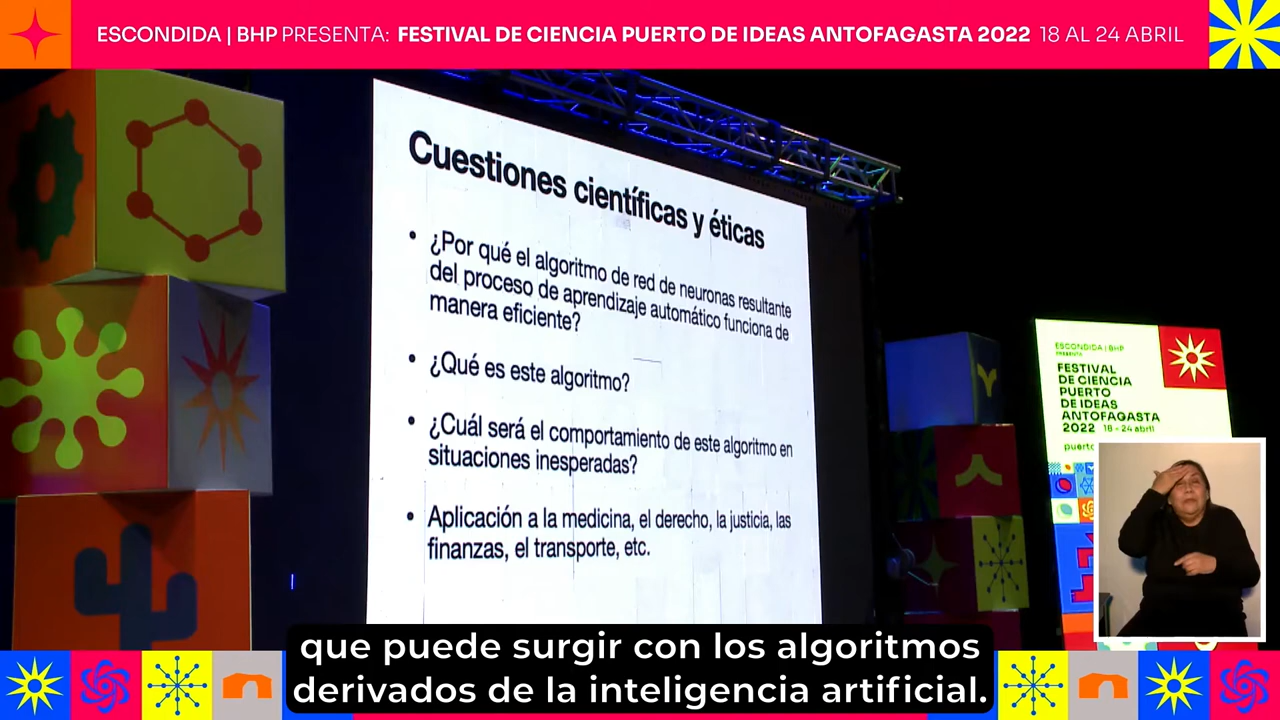 ESCONDIDA | BHP PRESENTA: FESTIVAL DE CIENCIA PUERTO DE IDEAS ANTOFAGASTA 2022 18 AL 24 ABRIL
Cuestiones científicas y éticas
• ¿Por qué el algoritmo de red de neuronas resultante
del proceso de aprendizaje automático funciona de
manera eficiente?
• ¿Qué es este algoritmo?
• ¿Cuál será el comportamiento de este algoritmo en
situaciones inesperadas?
• Aplicación a la medicina, el derecho, la justicia, las
finanzas, el transporte, etc.
ESCONDIDA | BHP
PRESENTA
FESTIVAL
DE CIENCIA
PUERTO
DE IDEAS
ANTOFAGASTA
2022 18 - 24 abril
puerto
que puede surgir con los algoritmos
derivados de la inteligencia artificial.